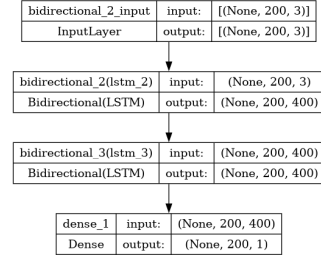 bidirectional_2_input input: [(None, 200, 3)]
InputLayer output: [(None, 200, 3)]
bidirectional_2(lstm_2) input: (None, 200, 3)
Bidirectional(LSTM) output: (None, 200, 400)
bidirectional_3(lstm_3) input: (None, 200, 400)
Bidirectional(LSTM) output: (None, 200, 400)
dense_1 input: (None, 200, 400)
Dense output: (None, 200, 1)